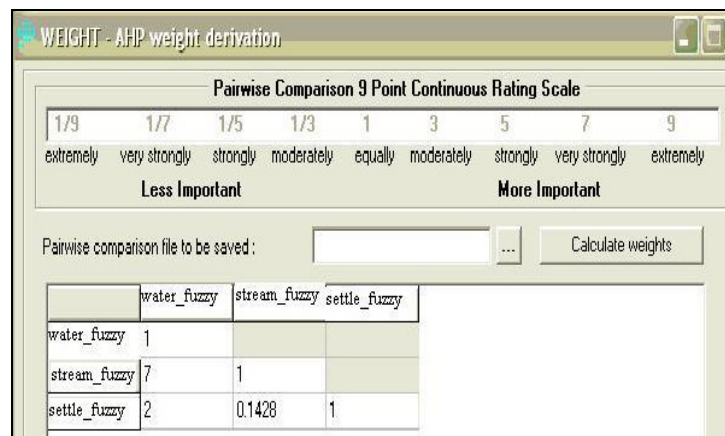 WEIGHT - AHP weight derivation
Pairwise Comparison 9 Point Continuous Rating Scale
1/9 1/7 1/5 1/3 1 3 5 7 9
extremely very strongly strongly moderately equally moderately strongly very strongly extremely
Less Important More Important
Pairwise comparison file to be saved : ... Calculate weights
water_fuzzy stream_fuzzy settle_fuzzy
water_fuzzy 1
stream_fuzzy 7 1
settle_fuzzy 2 0.1428 1